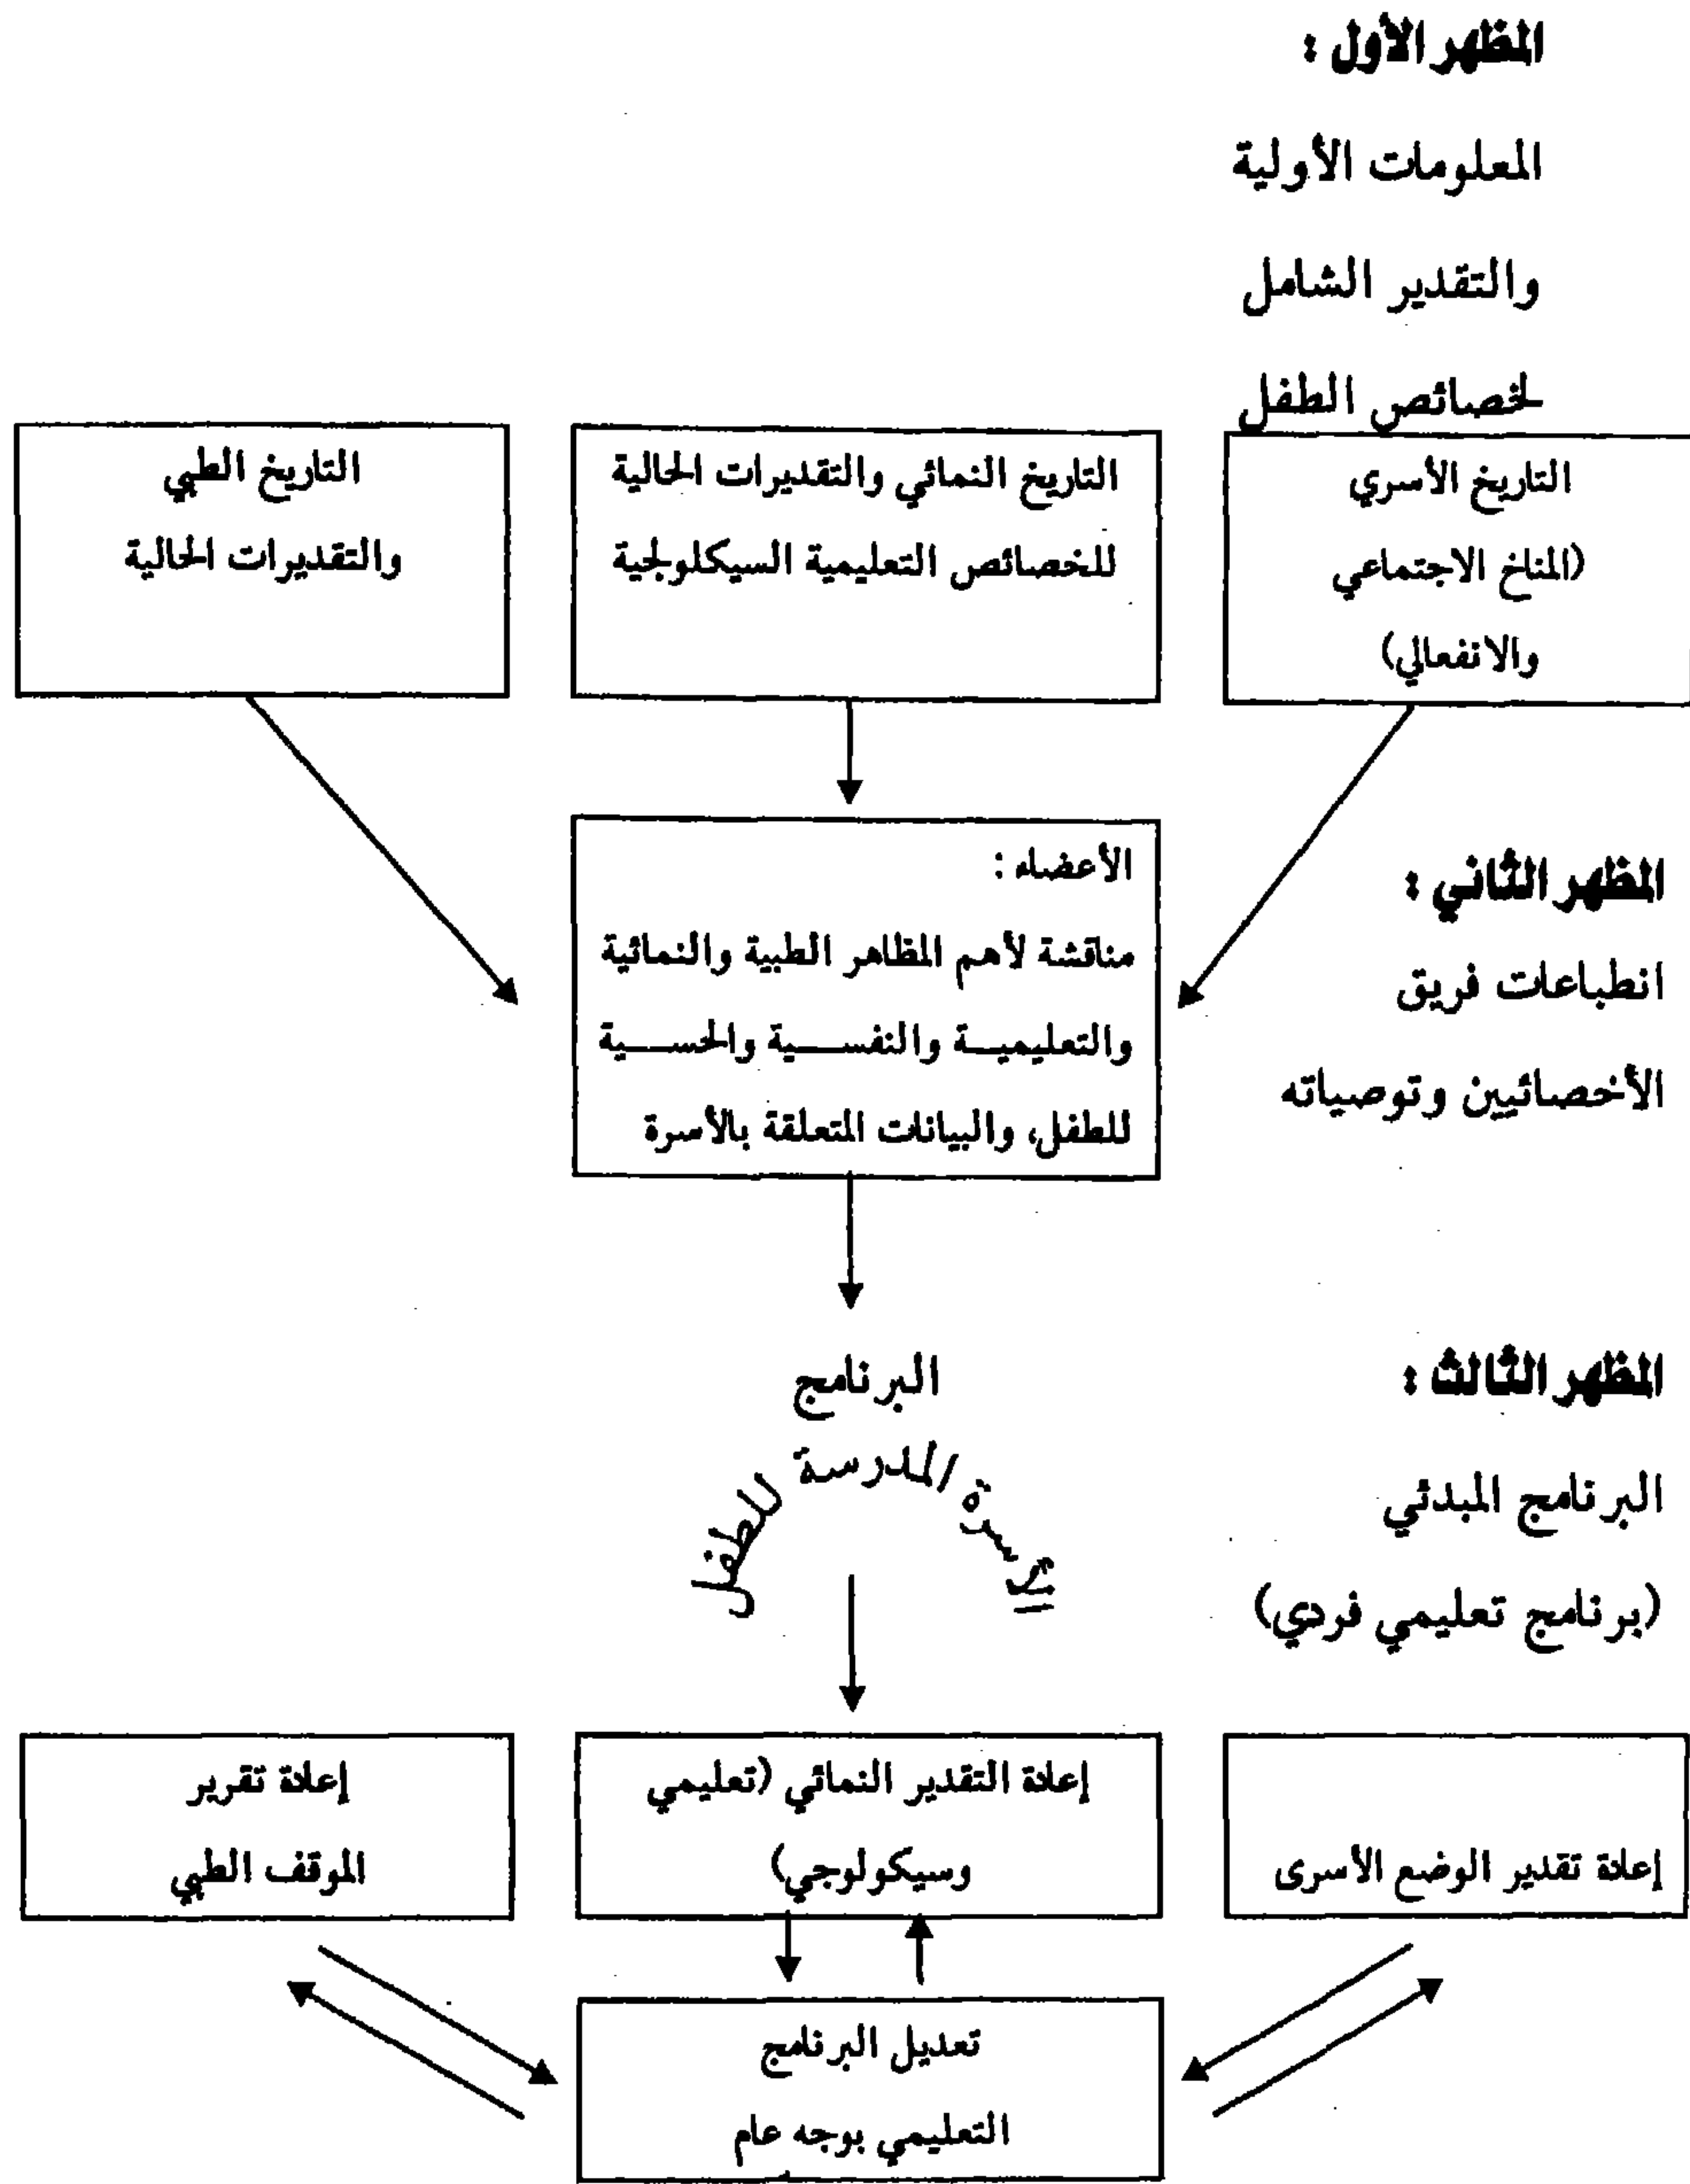 المظهر الأول :
المعلومات الأولية
والتقدير الشامل
لخصائص الطفل
التاريخ الأسري
(المناخ الاجتماعي
والانفعالي)
التاريخ النمائي والتقديرات الحالية
للخصائص التعليمية السيكلوجية
التاريخ الطبي
والتقديرات الحالية
المظهر الثاني :
انطباعات فريق
الأخصائيين وتوصياته
الأعضاء :
مناقشة لأهم المظاهر الطبية والنمائية
والتعليمية والنفسية والحسية
للطفل، والبيانات المتعلقة بالأسرة
المظهر الثالث :
البرنامج المبدئي
(برنامج تعليمي فردي)
البرنامج
المدرسة للطفل
إعادة تقدير الوضع الأسرى
إعادة التقدير النمائي (تعليمي
وسيكولوجي)
إعادة تقرير
الموقف الطبي
تعديل البرنامج
التعليمي بوجه عام